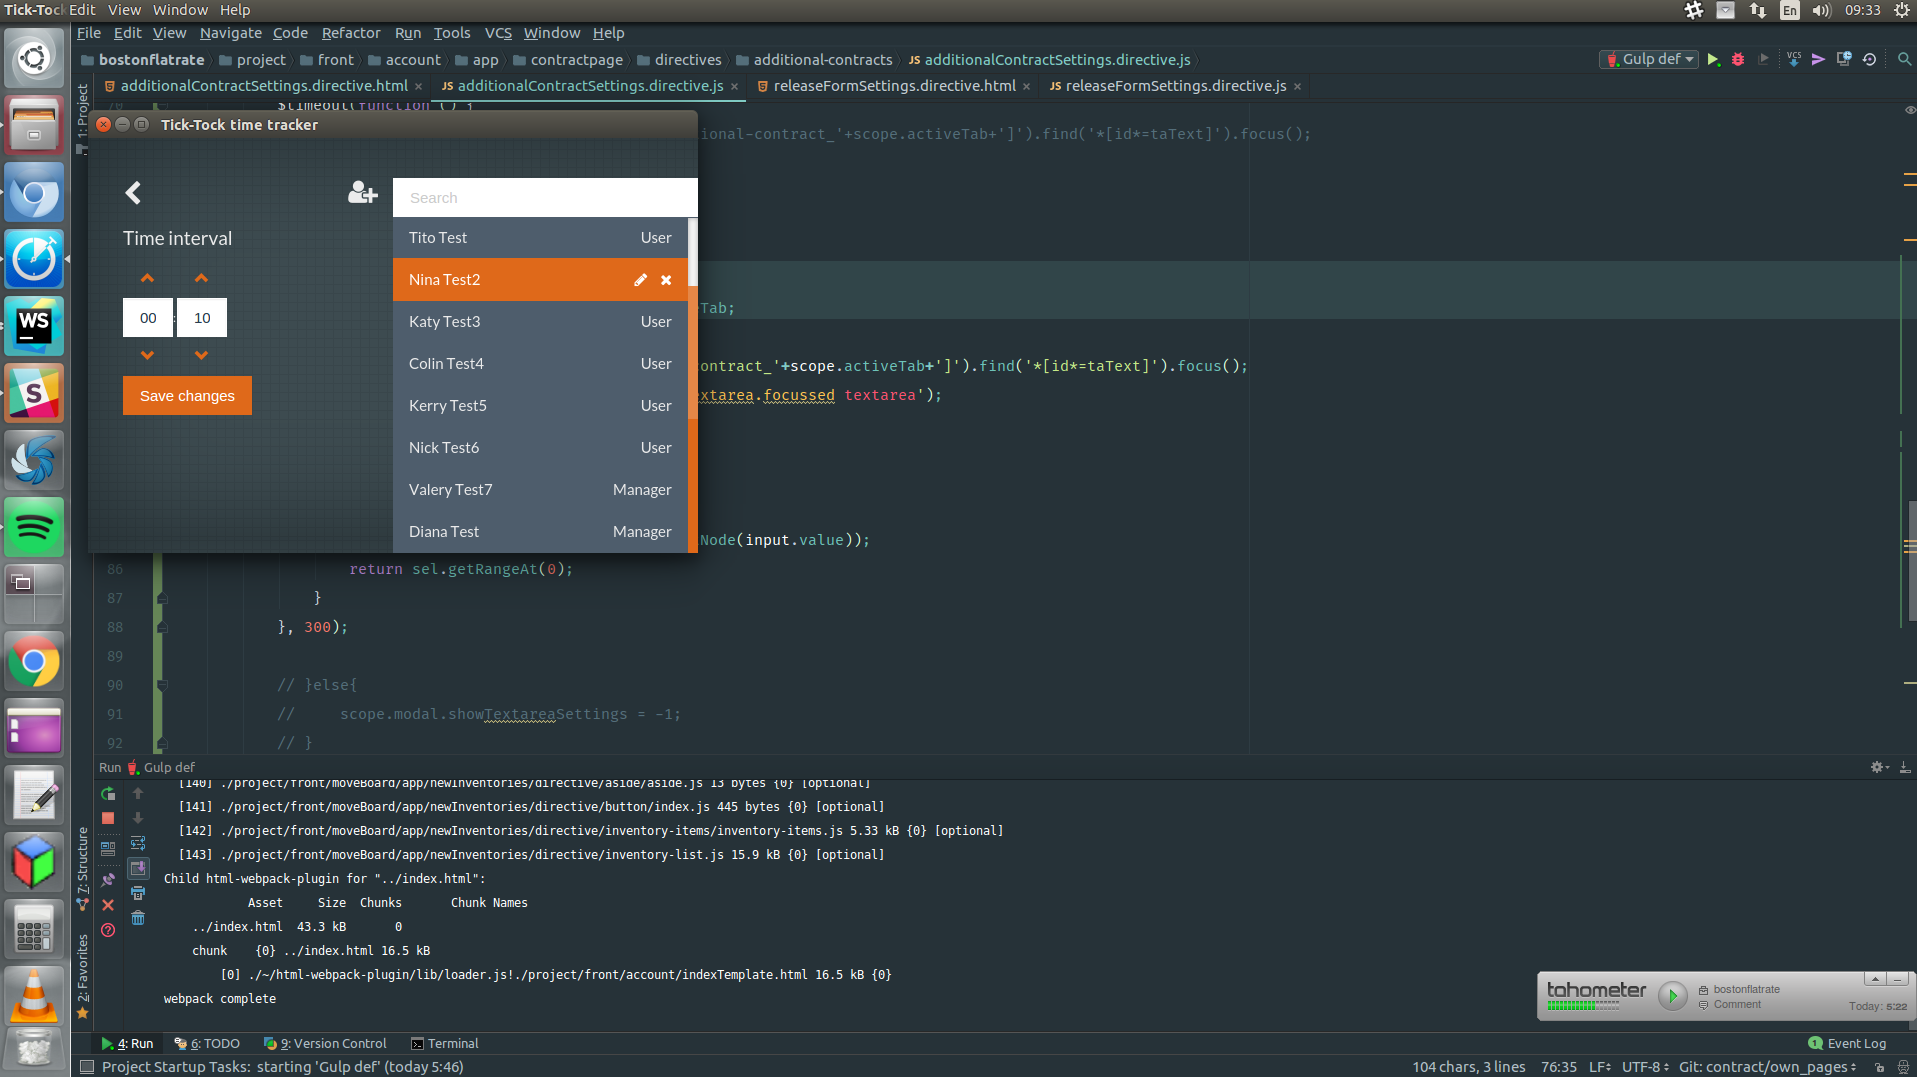 Tick-Tock Edit View Window Help
En 09:33
File Edit View Navigate Code Refactor Run Tools VCS Window Help
bostonflatrate project front account app contractpage directives additional-contracts JS additionalContractSettings.directive.js
Gulp def VCS
additionalContractSettings.directive.html × JS additionalContractSettings.directive.js × releaseFormSettings.directive.html × JS releaseFormSettings.directive.js ×
1: Project
70 $timeout(function () {
Tick-Tock time tracker
ional-contract_'+scope.activeTab+']').find('*[id*=taText]').focus();
Search
Time interval
Tito Test User
Nina Test2
00 : 10
Katy Test3 User
Tab;
Colin Test4 User
ontract_'+scope.activeTab+']').find('*[id*=taText]').focus();
Save changes
xtarea.focussed textarea');
Kerry Test5 User
Nick Test6 User
Valery Test7 Manager
Diana Test Manager
Node(input.value));
86 return sel.getRangeAt(0);
87 }
88 }, 300);
89
90 // }else{
91 // scope.modal.showTextareaSettings = -1;
92 // }
Run Gulp def
[140] ./project/front/moveBoard/app/newInventories/directive/aside/aside.js 13 bytes {0} [optional]
[141] ./project/front/moveBoard/app/newInventories/directive/button/index.js 445 bytes {0} [optional]
[142] ./project/front/moveBoard/app/newInventories/directive/inventory-items/inventory-items.js 5.33 kB {0} [optional]
[143] ./project/front/moveBoard/app/newInventories/directive/inventory-list.js 15.9 kB {0} [optional]
Child html-webpack-plugin for "../index.html":
Asset Size Chunks Chunk Names
../index.html 43.3 kB 0
chunk {0} ../index.html 16.5 kB
[0] ./~/html-webpack-plugin/lib/loader.js!./project/front/account/indexTemplate.html 16.5 kB {0}
webpack complete
7: Structure
2: Favorites
WS
S
tahometer
bostonflatrate
Comment
Today: 5:22
4: Run 6: TODO 9: Version Control Terminal
1 Event Log
Project Startup Tasks: starting 'Gulp def' (today 5:46)
104 chars, 3 lines 76:35 LF UTF-8 Git: contract/own_pages